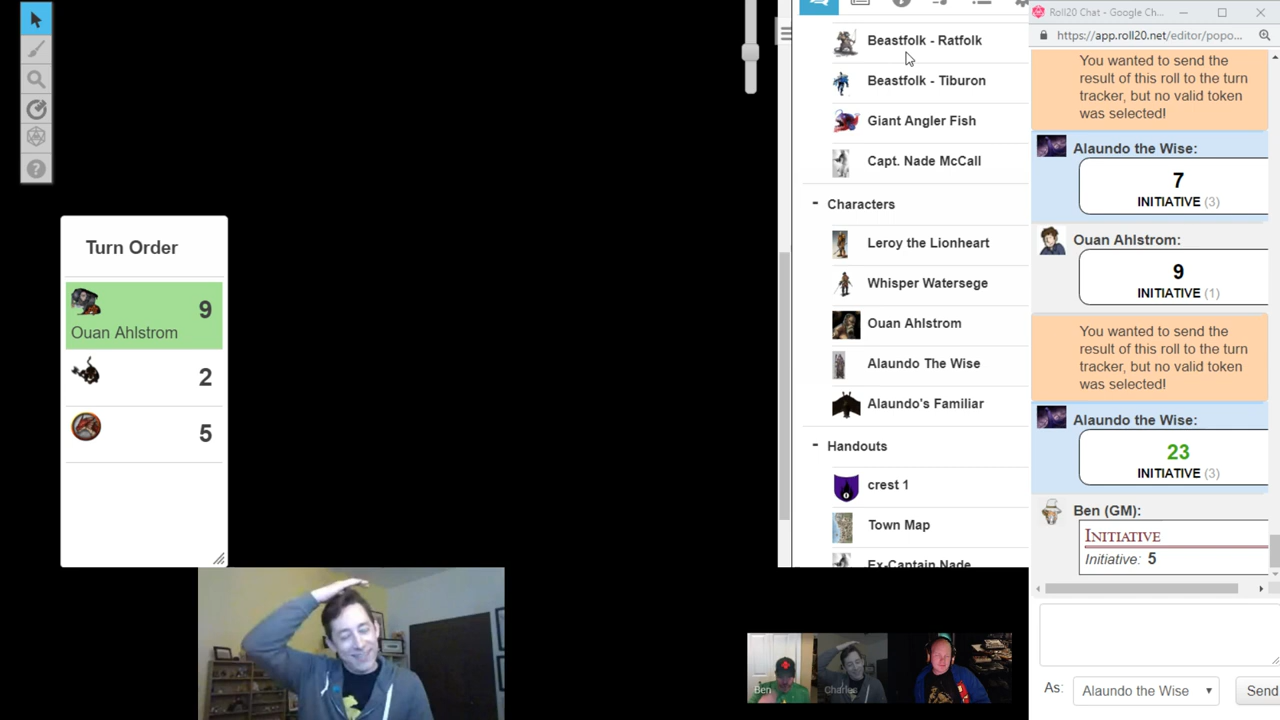 Turn Order
9
Ouan Ahlstrom
2
5
Beastfolk - Ratfolk
Beastfolk - Tiburon
Giant Angler Fish
Capt. Nade McCall
- Characters
Leroy the Lionheart
Whisper Watersege
Ouan Ahlstrom
Alaundo The Wise
Alaundo's Familiar
- Handouts
crest 1
Town Map
Ex-Captain Nade
Roll20 Chat - Google Ch...
https://app.roll20.net/editor/popo...
You wanted to send the
result of this roll to the turn
tracker, but no valid token
was selected!
Alaundo the Wise:
7
INITIATIVE (3)
Ouan Ahlstrom:
9
INITIATIVE (1)
You wanted to send the
result of this roll to the turn
tracker, but no valid token
was selected!
Alaundo the Wise:
23
INITIATIVE (3)
Ben (GM):
INITIATIVE
Initiative: 5
As:
Alaundo the Wise
Send
Ben
Charles